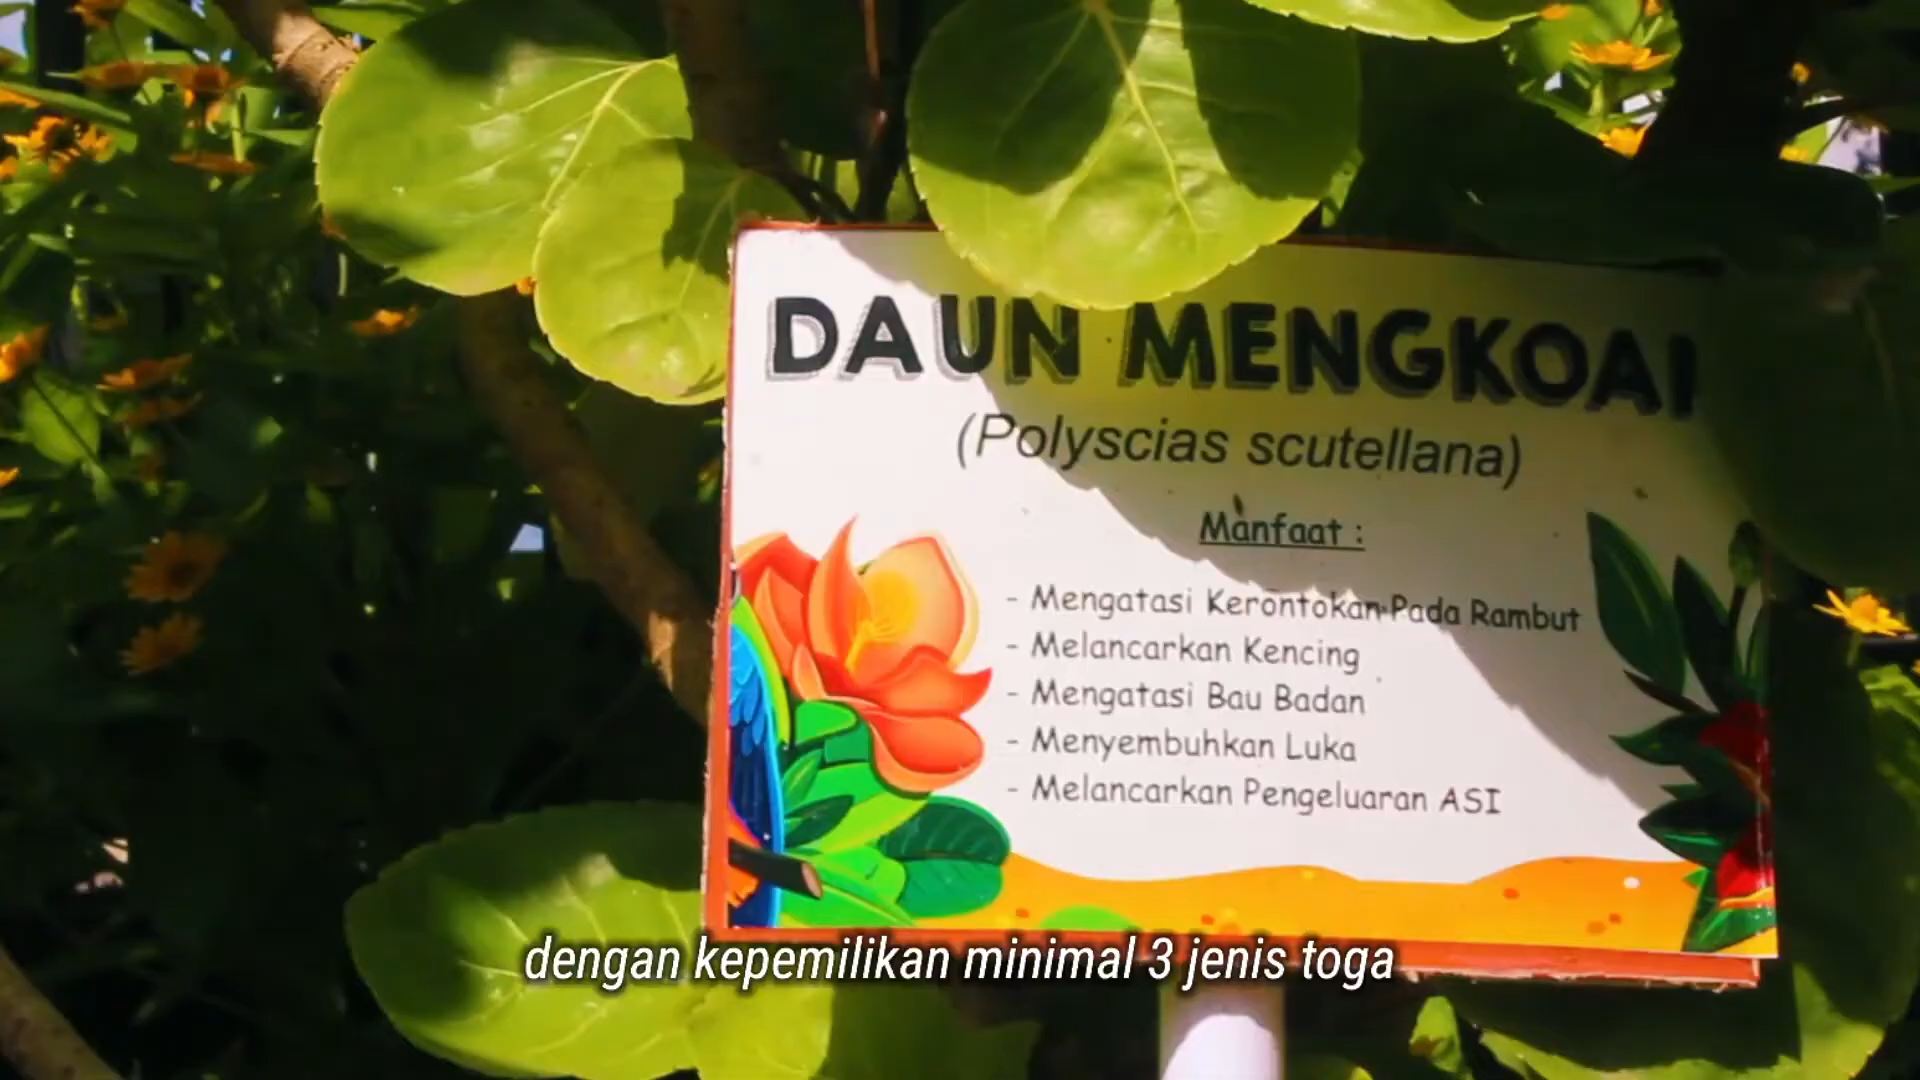 DAUN MENGKOAI
(Polyscias scutellana)
Manfaat :
- Mengatasi Kerontokan Pada Rambut
- Melancarkan Kencing
- Mengatasi Bau Badan
- Menyembuhkan Luka
- Melancarkan Pengeluaran ASI
dengan kepemilikan minimal 3 jenis toga